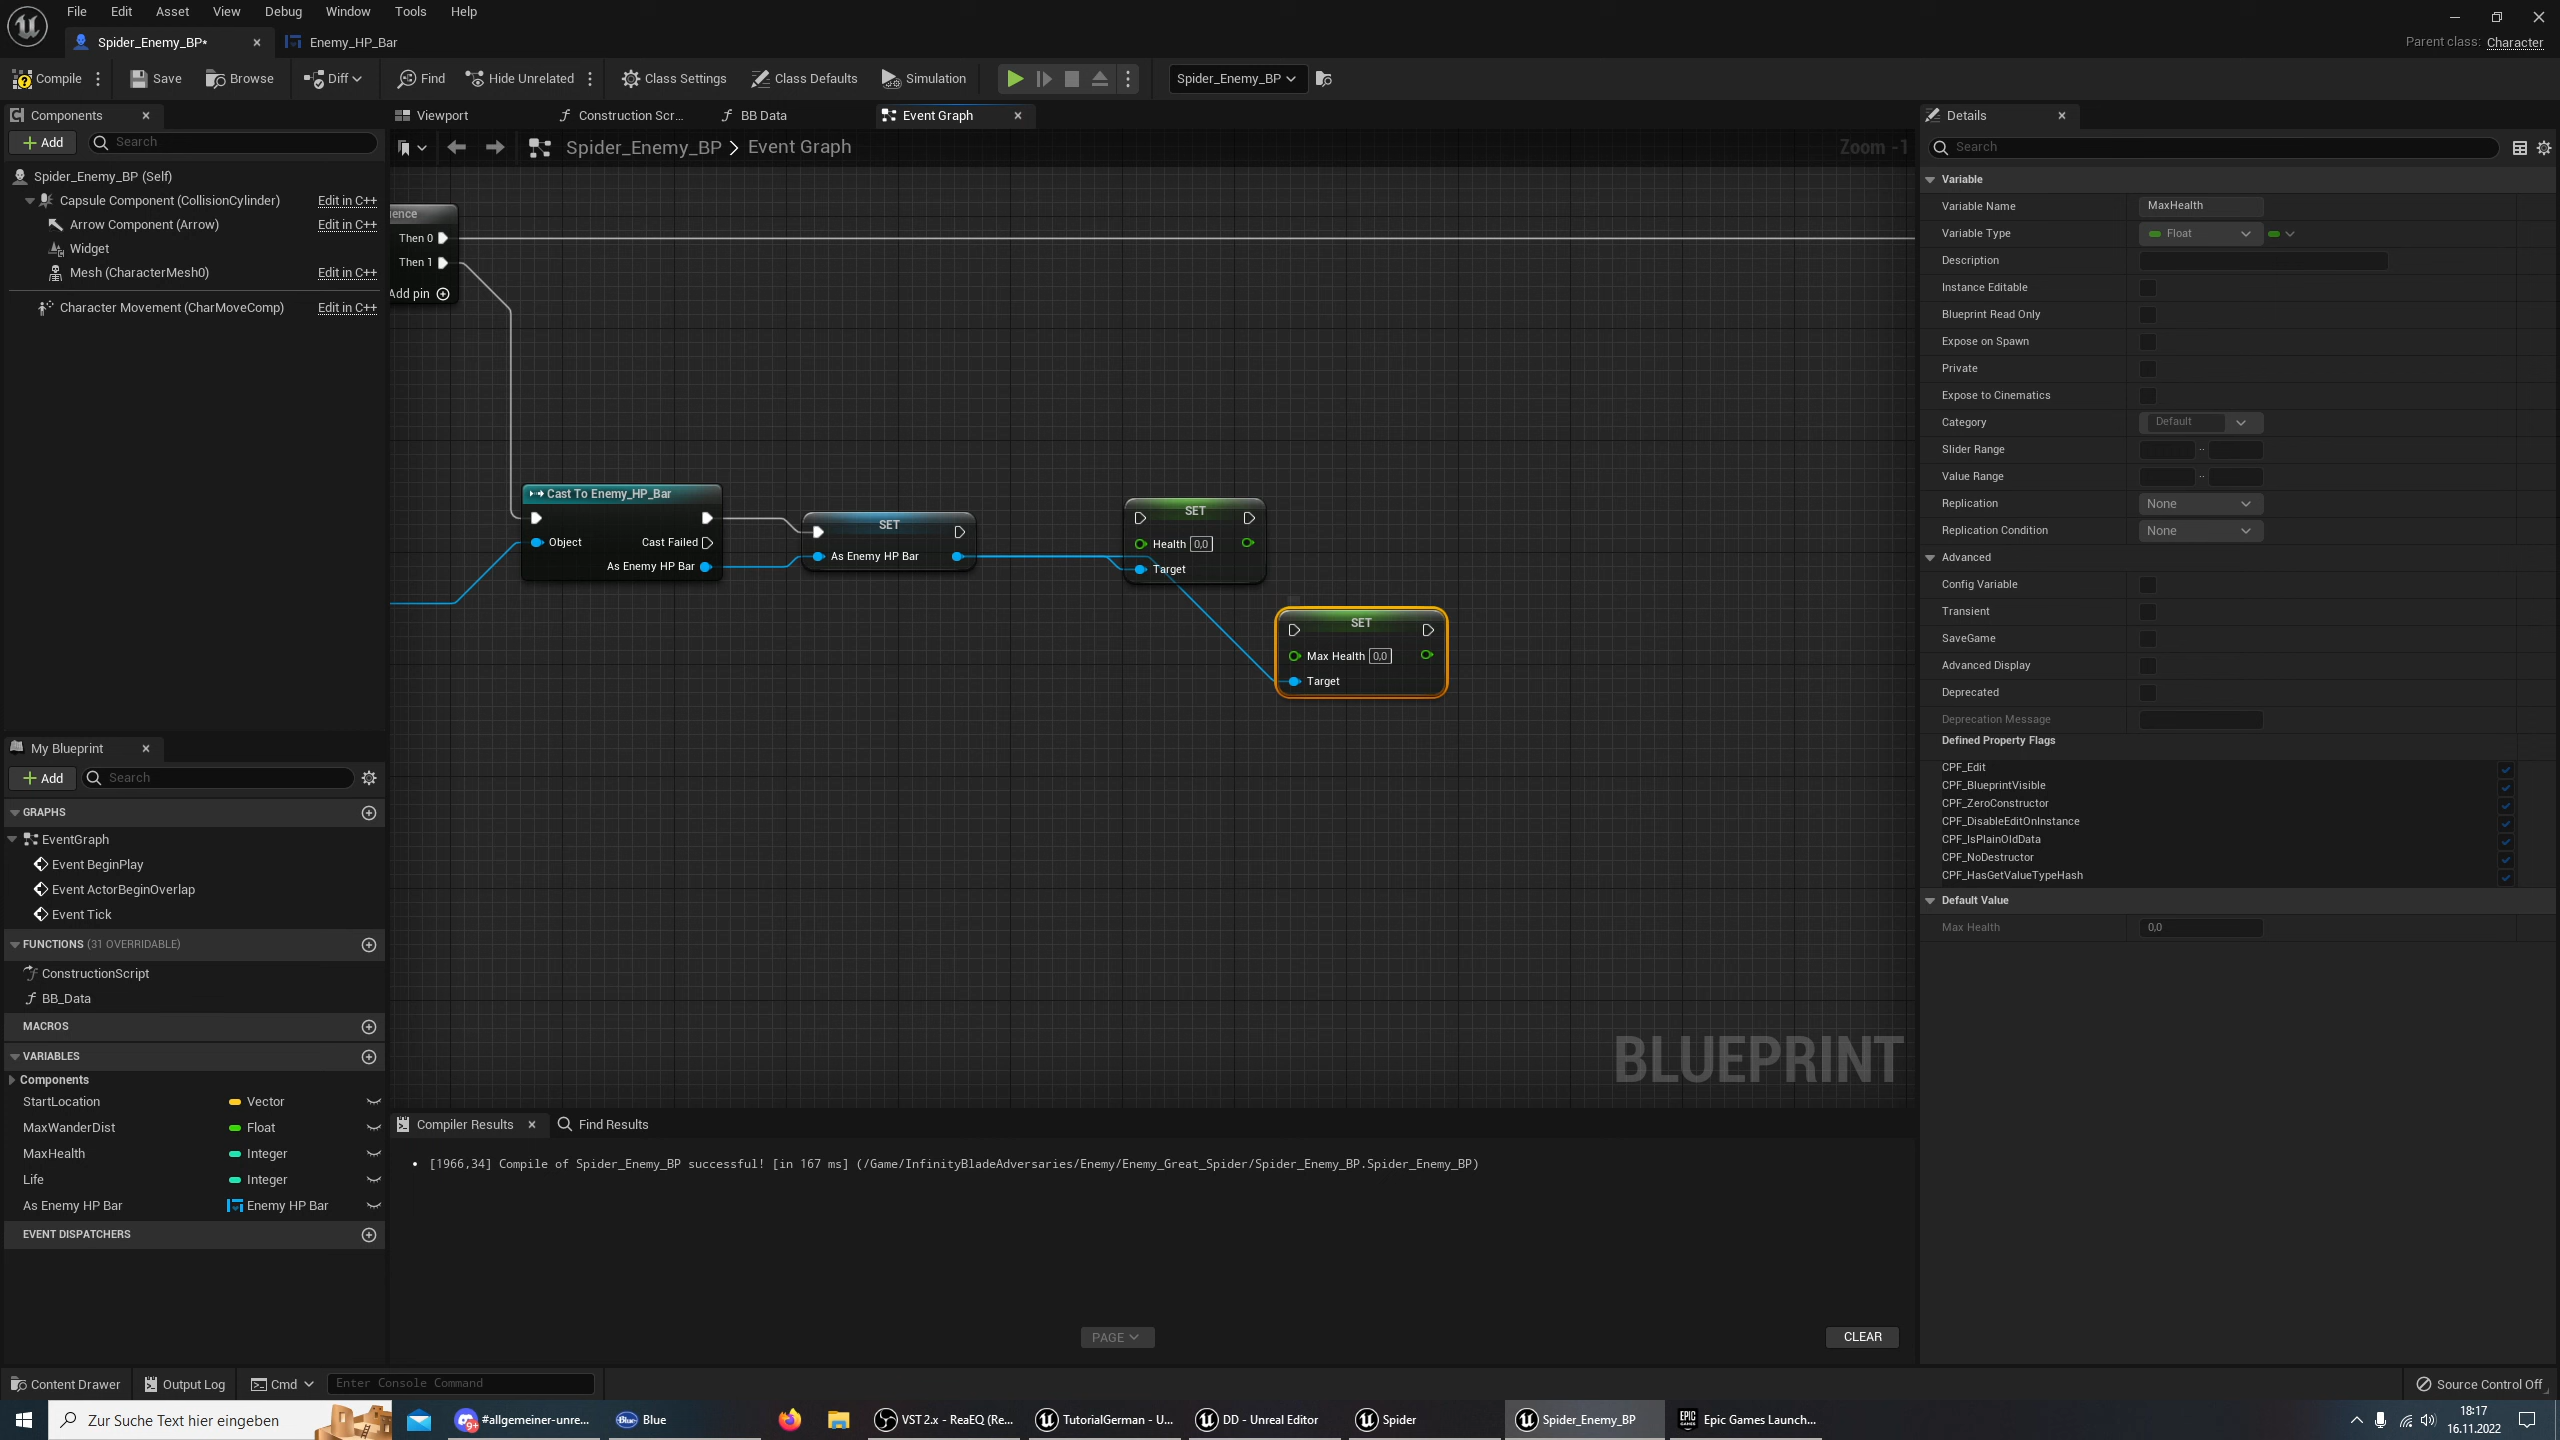 File Edit Asset View Debug Window Tools Help
Spider_Enemy_BP* Enemy_HP_Bar
Parent class: Character
Compile Save Browse Diff Find Hide Unrelated Class Settings Class Defaults Simulation Spider_Enemy_BP
Components
Add Search
Spider_Enemy_BP (Self)
Capsule Component (CollisionCylinder) Edit in C++
Arrow Component (Arrow) Edit in C++
Widget
Mesh (CharacterMesh0) Edit in C++
Character Movement (CharMoveComp) Edit in C++
My Blueprint
Add Search
GRAPHS
EventGraph
Event BeginPlay
Event ActorBeginOverlap
Event Tick
FUNCTIONS (31 OVERRIDABLE)
ConstructionScript
BB_Data
MACROS
VARIABLES
Components
StartLocation Vector
MaxWanderDist Float
MaxHealth Integer
Life Integer
As Enemy HP Bar Enemy HP Bar
EVENT DISPATCHERS
Viewport Construction Scr... BB Data Event Graph
Spider_Enemy_BP > Event Graph
Zoom -1
ience
Then 0
Then 1
Add pin
Cast To Enemy_HP_Bar
Object Cast Failed
As Enemy HP Bar
SET
As Enemy HP Bar
SET
Health 0,0
Target
SET
Max Health 0,0
Target
BLUEPRINT
Compiler Results Find Results
[1966,34] Compile of Spider_Enemy_BP successful! [in 167 ms] (/Game/InfinityBladeAdversaries/Enemy/Enemy_Great_Spider/Spider_Enemy_BP.Spider_Enemy_BP)
PAGE CLEAR
Details
Search
Variable
Variable Name MaxHealth
Variable Type Float
Description
Instance Editable
Blueprint Read Only
Expose on Spawn
Private
Expose to Cinematics
Category Default
Slider Range ..
Value Range ..
Replication None
Replication Condition None
Advanced
Config Variable
Transient
SaveGame
Advanced Display
Deprecated
Deprecation Message
Defined Property Flags
CPF_Edit
CPF_BlueprintVisible
CPF_ZeroConstructor
CPF_DisableEditOnInstance
CPF_IsPlainOldData
CPF_NoDestructor
CPF_HasGetValueTypeHash
Default Value
Max Health 0,0
Content Drawer Output Log Cmd Enter Console Command Source Control Off
Zur Suche Text hier eingeben 9+ #allgemeiner-unre... Blue Blue VST 2.x - ReaEQ (Re... TutorialGerman - U... DD - Unreal Editor Spider Spider_Enemy_BP EPIC GAMES Epic Games Launch... 18:17
16.11.2022